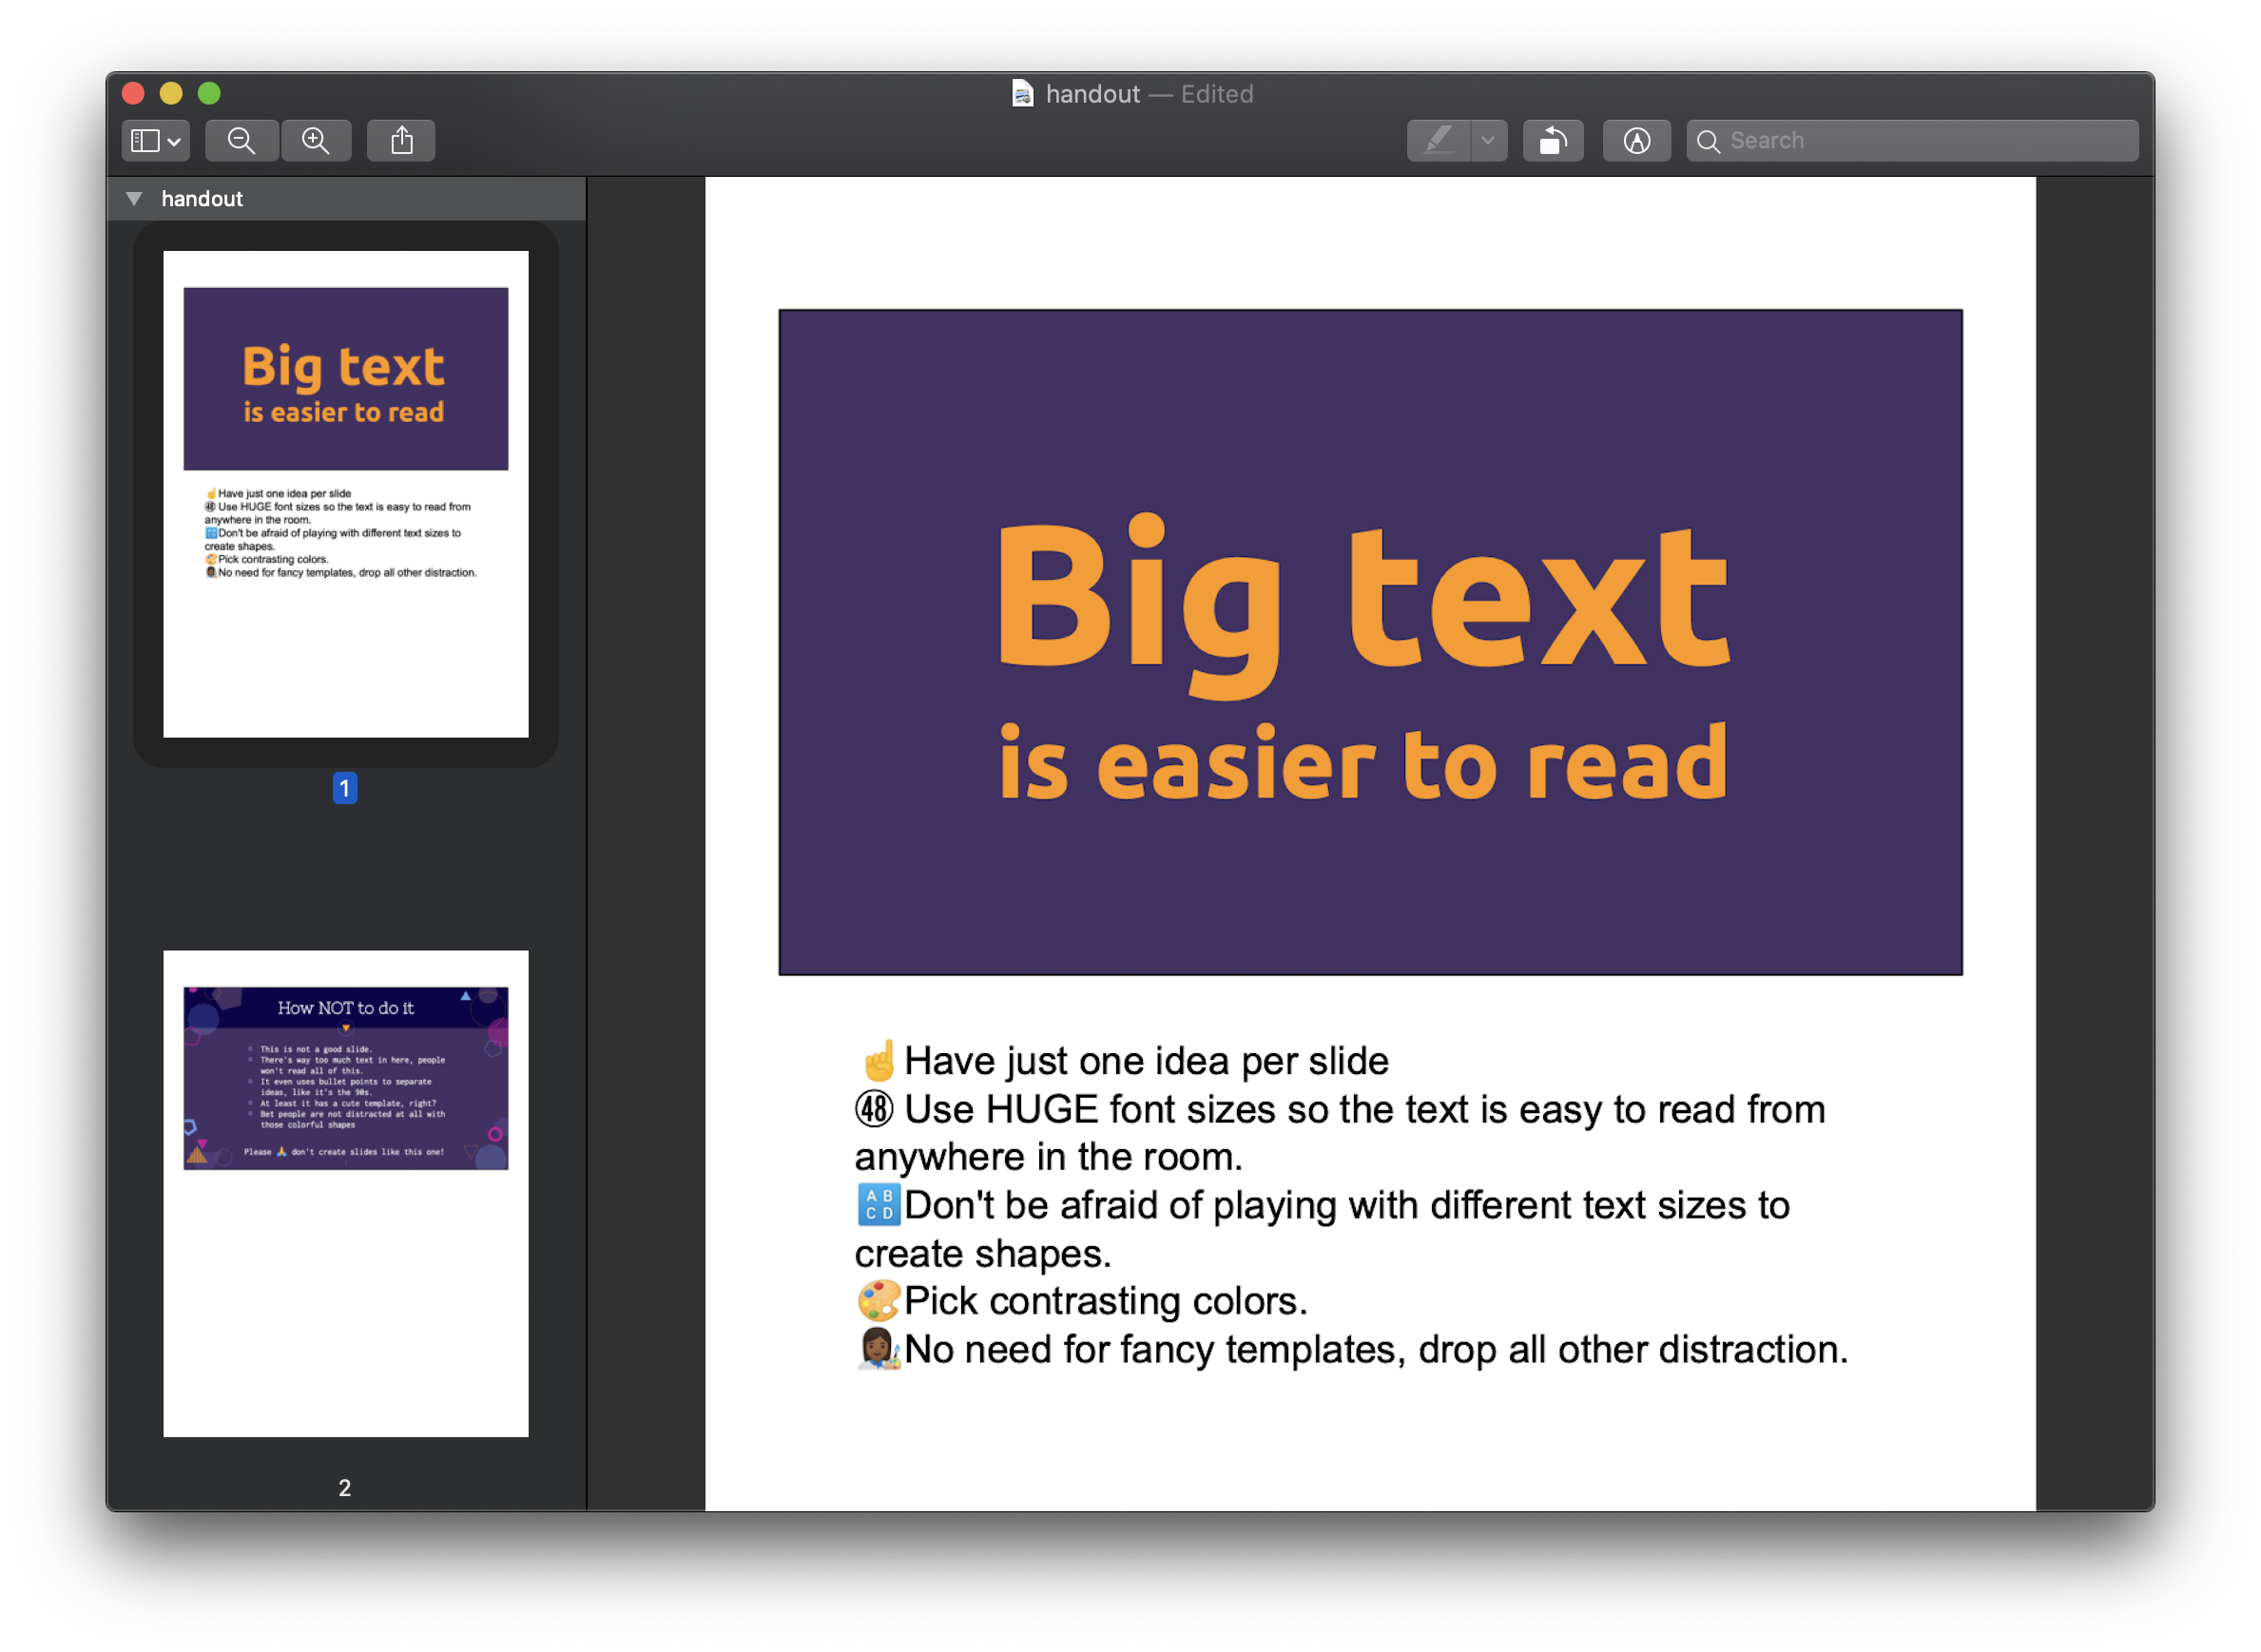 handout — Edited
Search
handout
Big text
is easier to read
☝Have just one idea per slide
㊽ Use HUGE font sizes so the text is easy to read from
anywhere in the room.
🔠Don't be afraid of playing with different text sizes to
create shapes.
🎨Pick contrasting colors.
👩🏾‍🎨No need for fancy templates, drop all other distraction.
1
How NOT to do it
This is not a good slide.
There's way too much text in here, people
won't read all of this.
It even uses bullet points to separate
ideas, like it's the 90s.
At least it has a cute template, right?
Bet people are not distracted at all with
those colorful shapes
Please 🙏 don't create slides like this one!
2
Big text
is easier to read
☝Have just one idea per slide
㊽ Use HUGE font sizes so the text is easy to read from
anywhere in the room.
🔠Don't be afraid of playing with different text sizes to
create shapes.
🎨Pick contrasting colors.
👩🏾‍🎨No need for fancy templates, drop all other distraction.